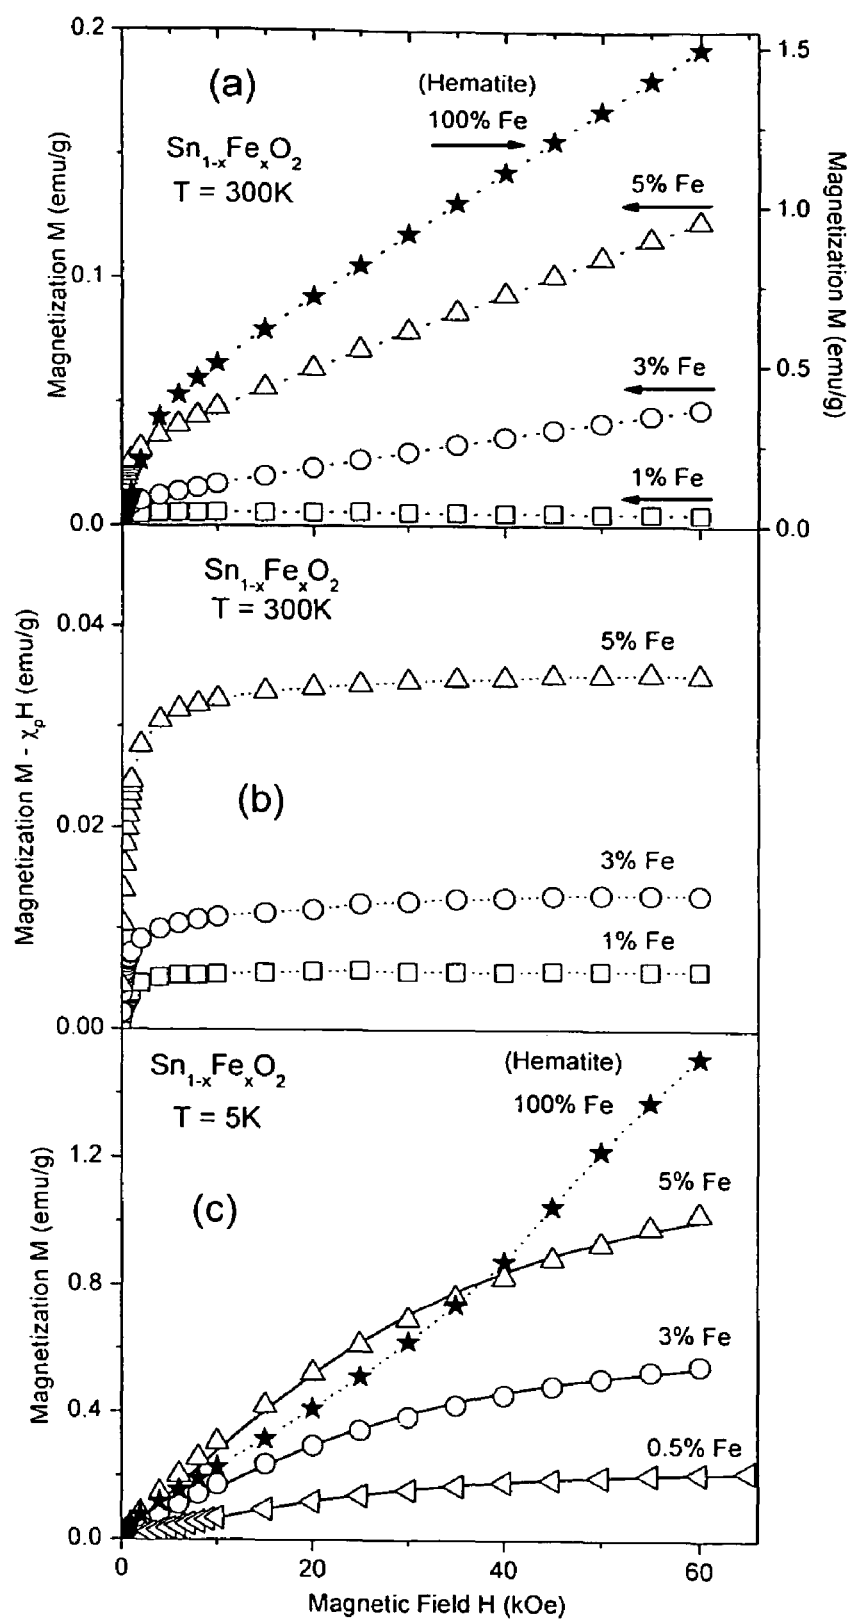 0.2
(a)
(Hematite)
100% Fe
1.5
Sn1-xFexO2
T = 300K
5% Fe
Magnetization M (emu/g)
Magnetization M (emu/g)
1.0
0.1
3% Fe
0.5
1% Fe
0.0
0.0
Sn1-xFexO2
T = 300K
0.04
5% Fe
Magnetization M - χpH (emu/g)
(b)
0.02
3% Fe
1% Fe
0.00
Sn1-xFexO2
T = 5K
(Hematite)
100% Fe
1.2
5% Fe
(c)
Magnetization M (emu/g)
0.8
3% Fe
0.4
0.5% Fe
0.0
0
20
40
60
Magnetic Field H (kOe)